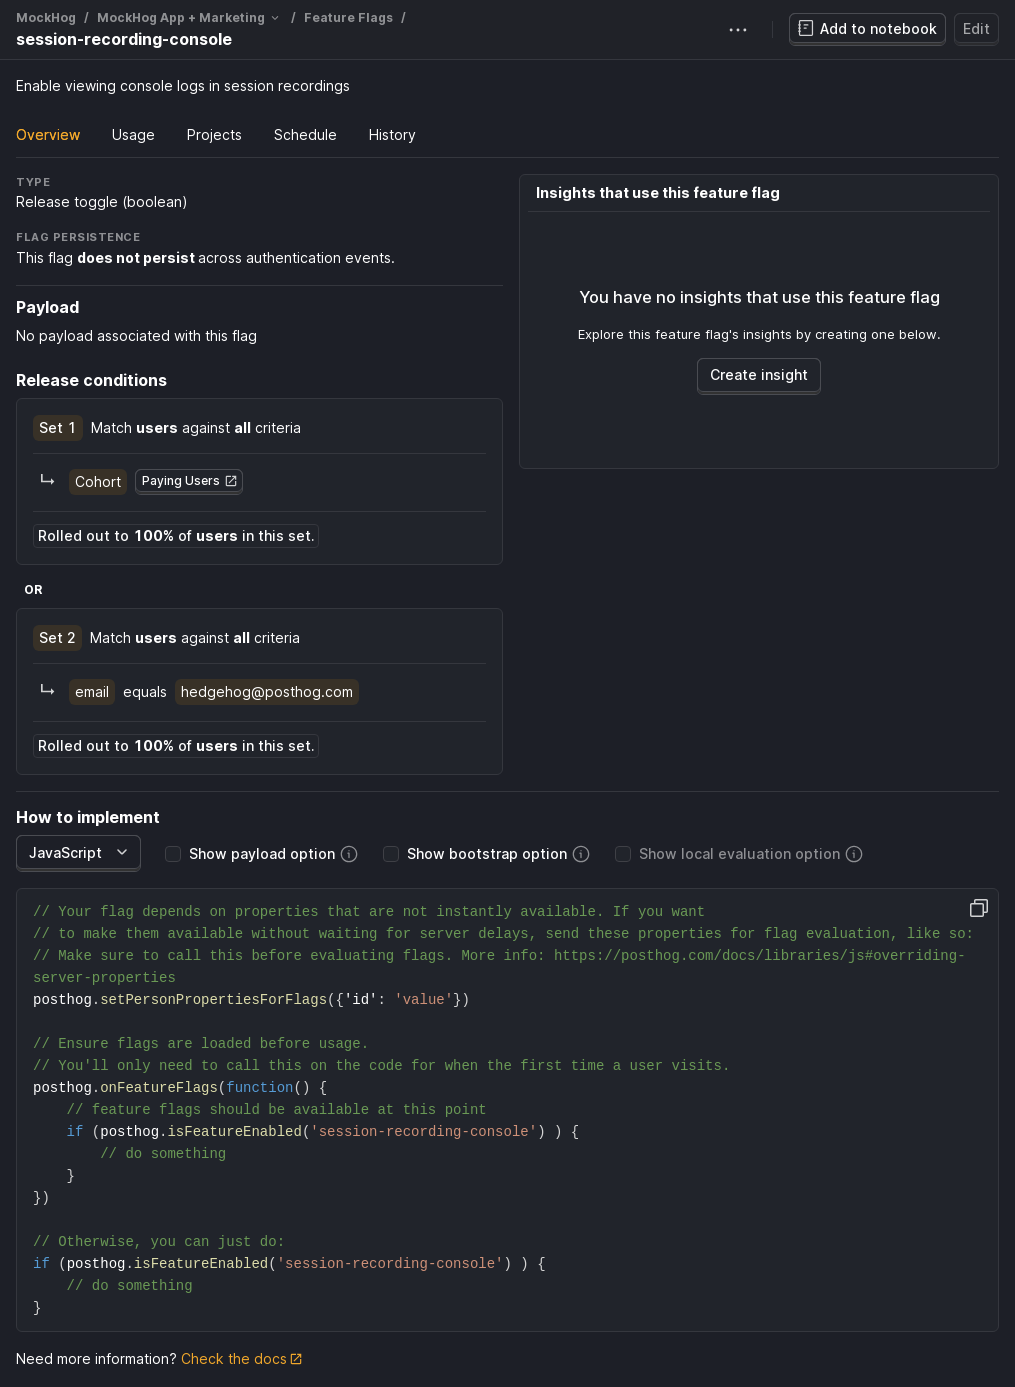 MockHog / MockHog App + Marketing / Feature Flags /
session-recording-console
Add to notebook
Edit
Enable viewing console logs in session recordings
Overview Usage Projects Schedule History
TYPE
Release toggle (boolean)
FLAG PERSISTENCE
This flag does not persist across authentication events.
Payload
No payload associated with this flag
Release conditions
Set 1 Match users against all criteria
Cohort Paying Users
Rolled out to 100% of users in this set.
OR
Set 2 Match users against all criteria
email equals hedgehog@posthog.com
Rolled out to 100% of users in this set.
Insights that use this feature flag
You have no insights that use this feature flag
Explore this feature flag's insights by creating one below.
Create insight
How to implement
JavaScript Show payload option Show bootstrap option Show local evaluation option
// Your flag depends on properties that are not instantly available. If you want
// to make them available without waiting for server delays, send these properties for flag evaluation, like so:
// Make sure to call this before evaluating flags. More info: https://posthog.com/docs/libraries/js#overriding-
server-properties
posthog.setPersonPropertiesForFlags({'id': 'value'})
// Ensure flags are loaded before usage.
// You'll only need to call this on the code for when the first time a user visits.
posthog.onFeatureFlags(function() {
    // feature flags should be available at this point
    if (posthog.isFeatureEnabled('session-recording-console') ) {
        // do something
    }
})
// Otherwise, you can just do:
if (posthog.isFeatureEnabled('session-recording-console') ) {
    // do something
}
Need more information? Check the docs